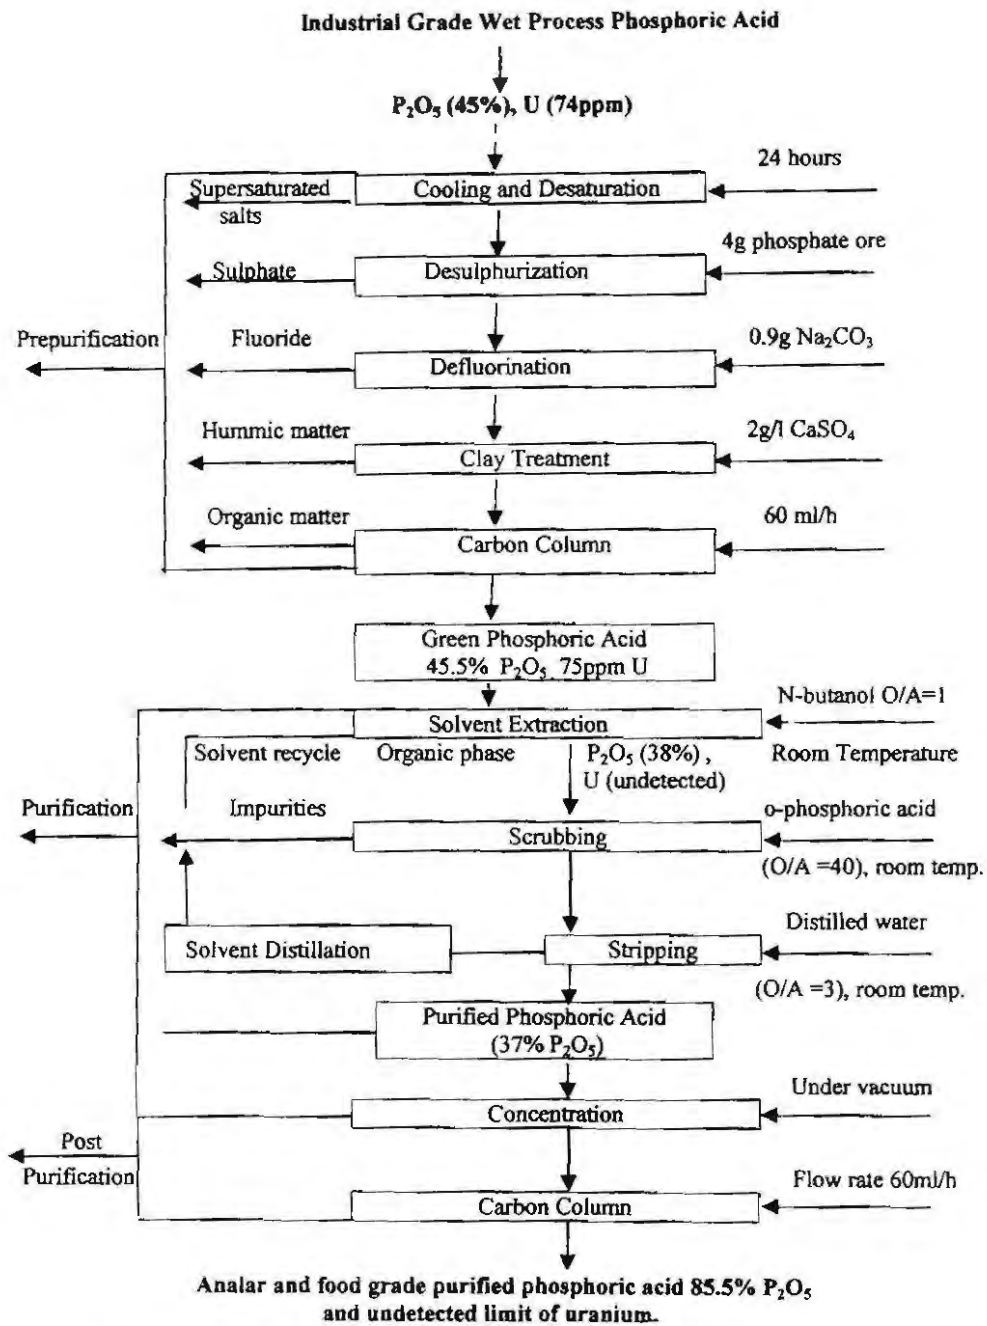 Industrial Grade Wet Process Phosphoric Acid
P₂O₅ (45%), U (74ppm)
24 hours
Supersaturated
salts
Cooling and Desaturation
4g phosphate ore
Sulphate
Desulphurization
Prepurification
Fluoride
0.9g Na₂CO₃
Defluorination
Hummic matter
2g/l CaSO₄
Clay Treatment
Organic matter
60 ml/h
Carbon Column
Green Phosphoric Acid
45.5% P₂O₅ 75ppm U
N-butanol O/A=1
Solvent Extraction
Solvent recycle
Organic phase
P₂O₅ (38%) ,
U (undetected)
Room Temperature
Purification
Impurities
o-phosphoric acid
Scrubbing
(O/A =40), room temp.
Distilled water
Solvent Distillation
Stripping
(O/A =3), room temp.
Purified Phosphoric Acid
(37% P₂O₅)
Under vacuum
Concentration
Post
Purification
Flow rate 60ml/h
Carbon Column
Analar and food grade purified phosphoric acid 85.5% P₂O₅
and undetected limit of uranium.